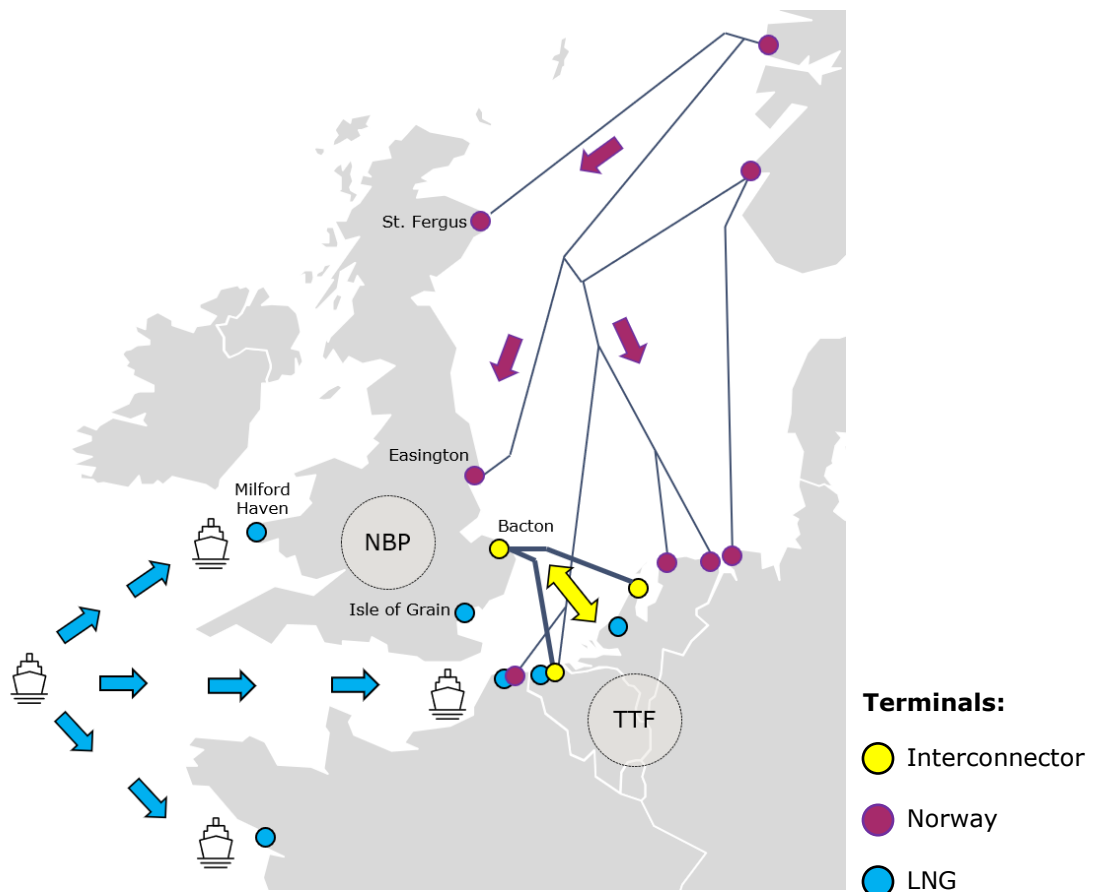 St. Fergus
Easington
Milford
Haven
Bacton
NBP
Isle of Grain
TTF
Terminals:
Interconnector
Norway
LNG